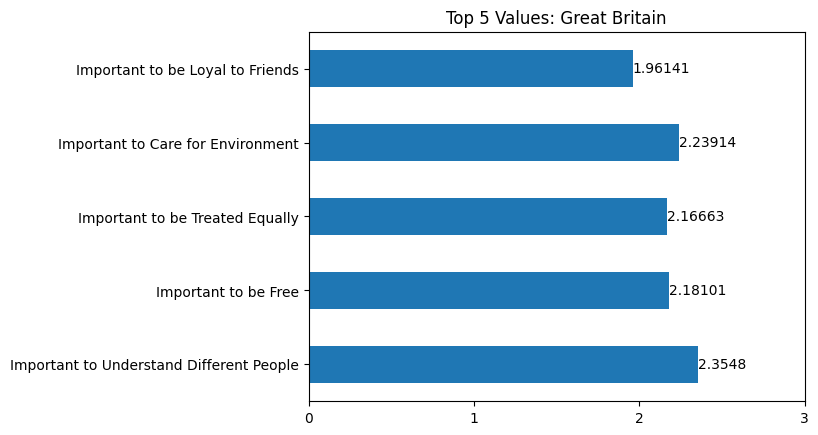 Top 5 Values: Great Britain
Important to be Loyal to Friends
1.96141
Important to Care for Environment
2.23914
Important to be Treated Equally
2.16663
Important to be Free
2.18101
Important to Understand Different People
2.3548
0
1
2
3